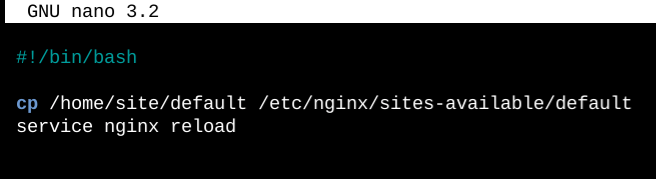 GNU nano 3.2
#!/bin/bash
cp /home/site/default /etc/nginx/sites-available/default
service nginx reload